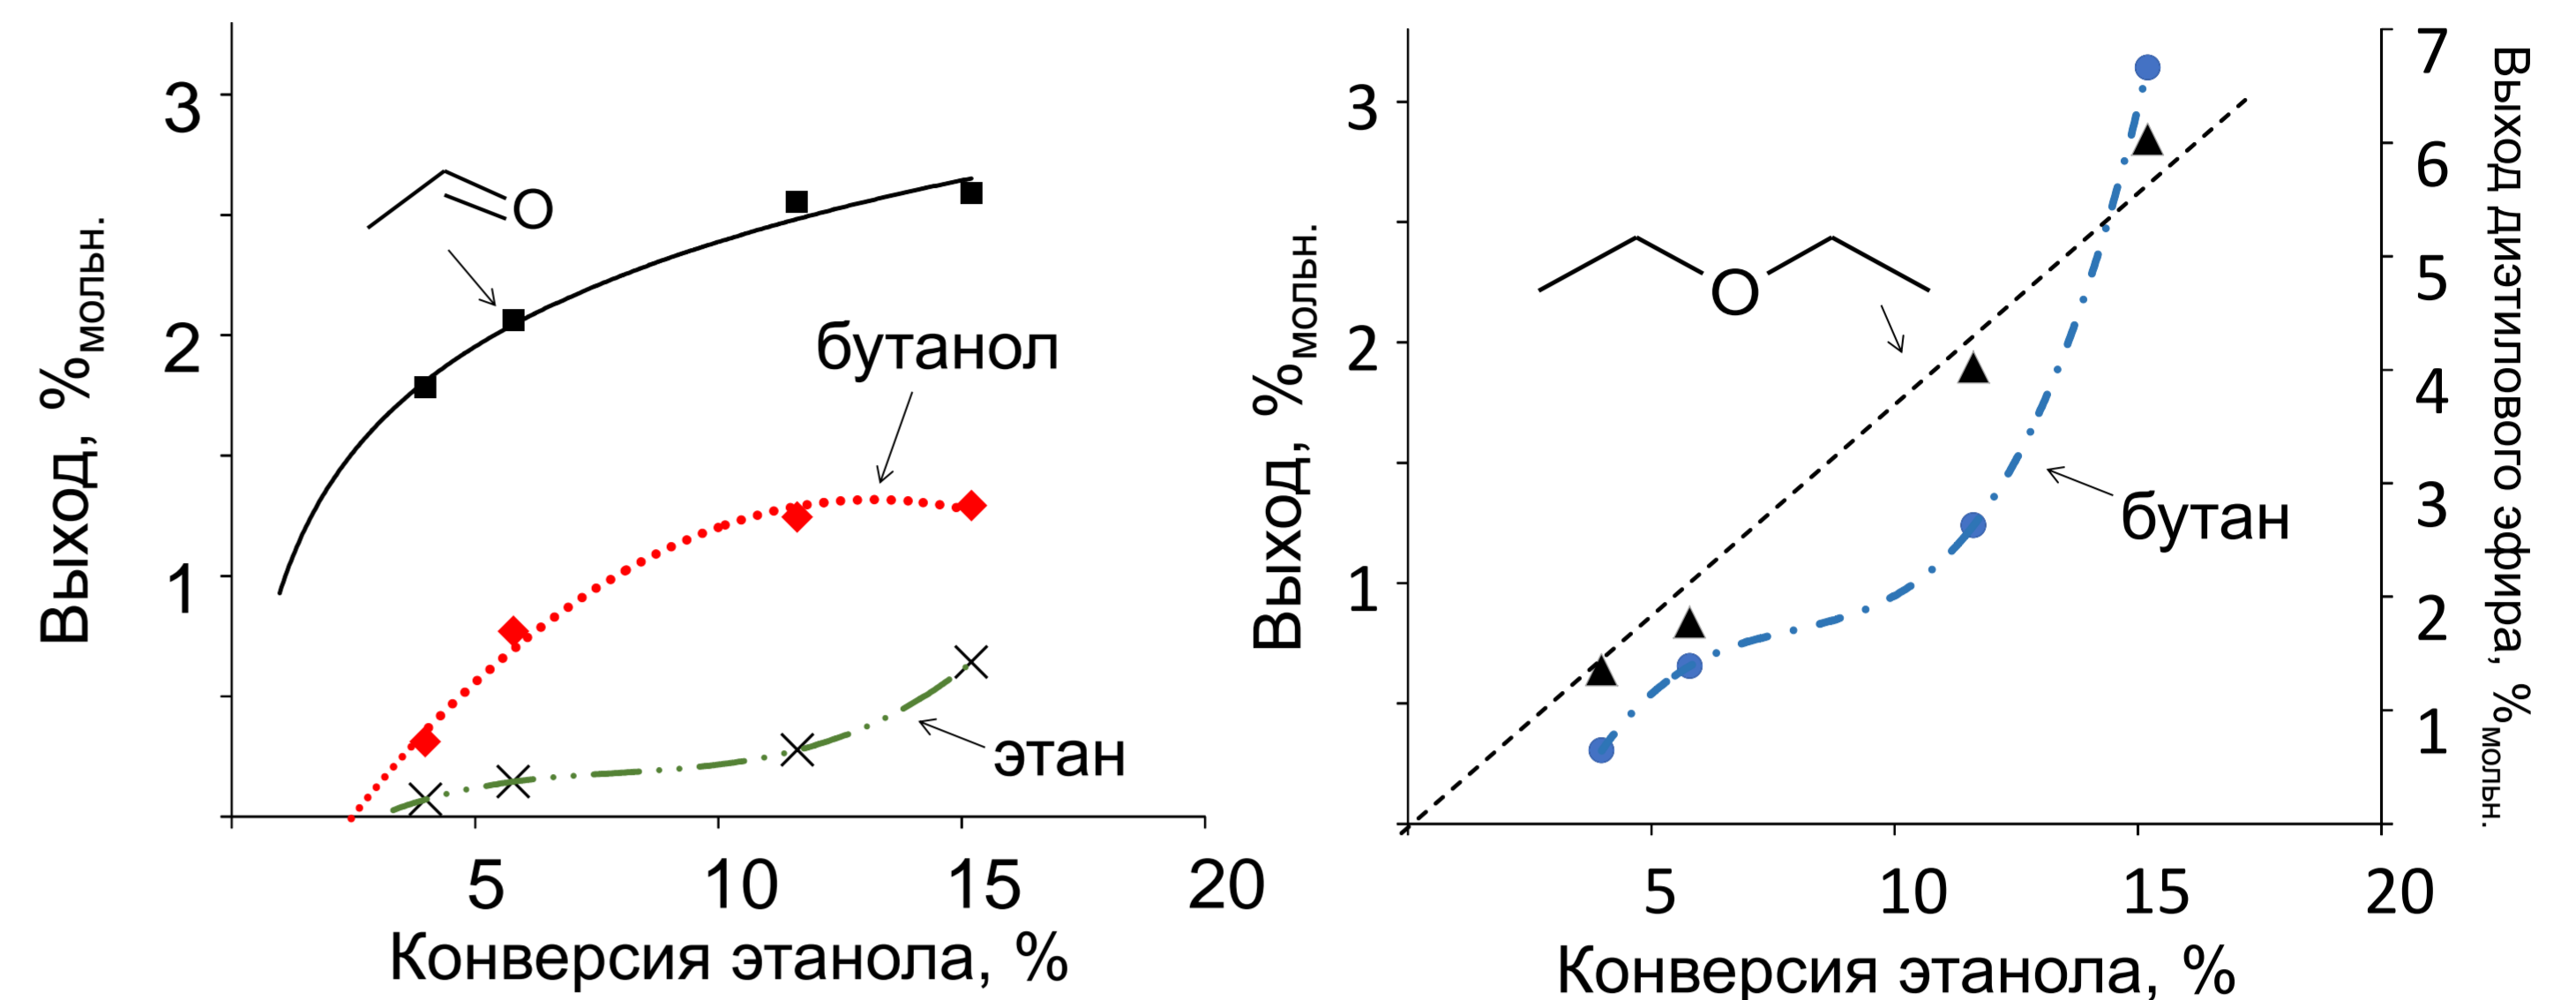 3
2
1
Выход, %мольн.
O
бутанол
этан
5 10 15 20
Конверсия этанола, %
3
2
1
Выход, %мольн.
O
бутан
7
6
5
4
3
2
1
Выход диэтилового эфира, %мольн.
5 10 15 20
Конверсия этанола, %